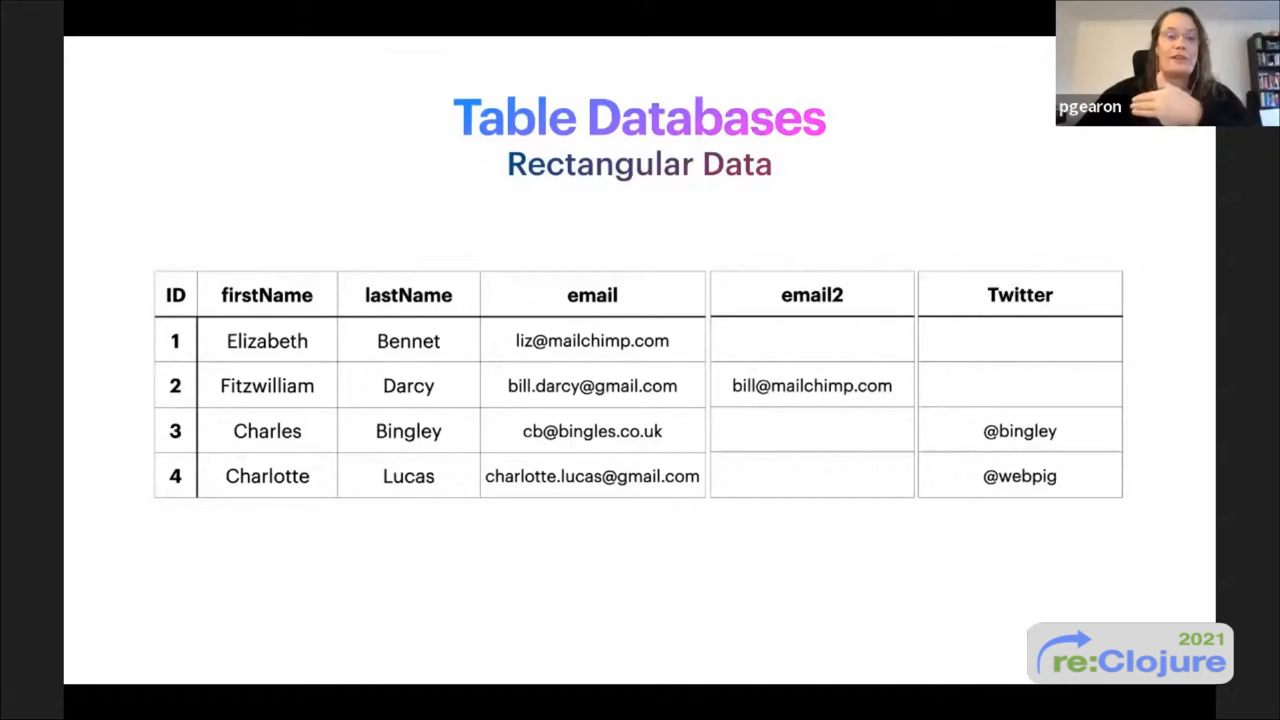 pgearon
Table Databases
Rectangular Data
ID firstName lastName email email2 Twitter
1 Elizabeth Bennet liz@mailchimp.com
2 Fitzwilliam Darcy bill.darcy@gmail.com bill@mailchimp.com
3 Charles Bingley cb@bingles.co.uk @bingley
4 Charlotte Lucas charlotte.lucas@gmail.com @webpig
2021
re:Clojure